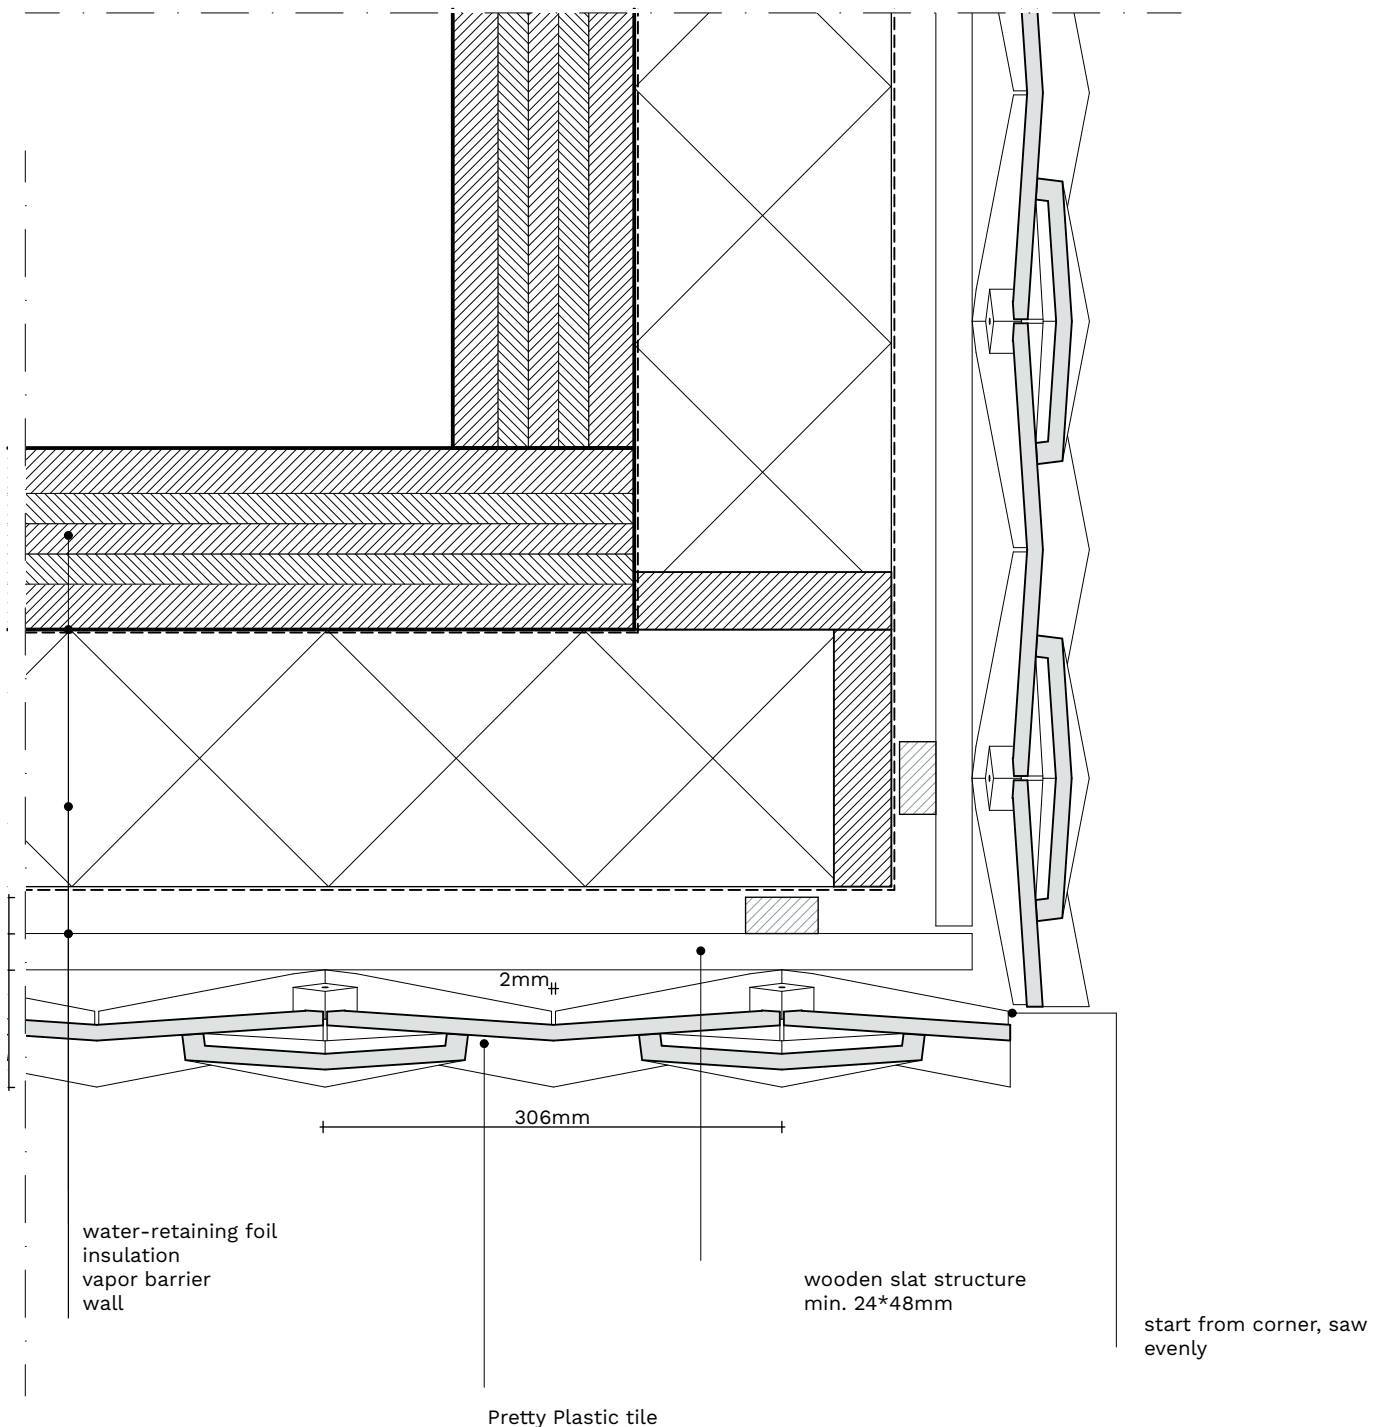 2mm
306mm
water-retaining foil
insulation
vapor barrier
wall
wooden slat structure
min. 24*48mm
start from corner, saw
evenly
Pretty Plastic tile